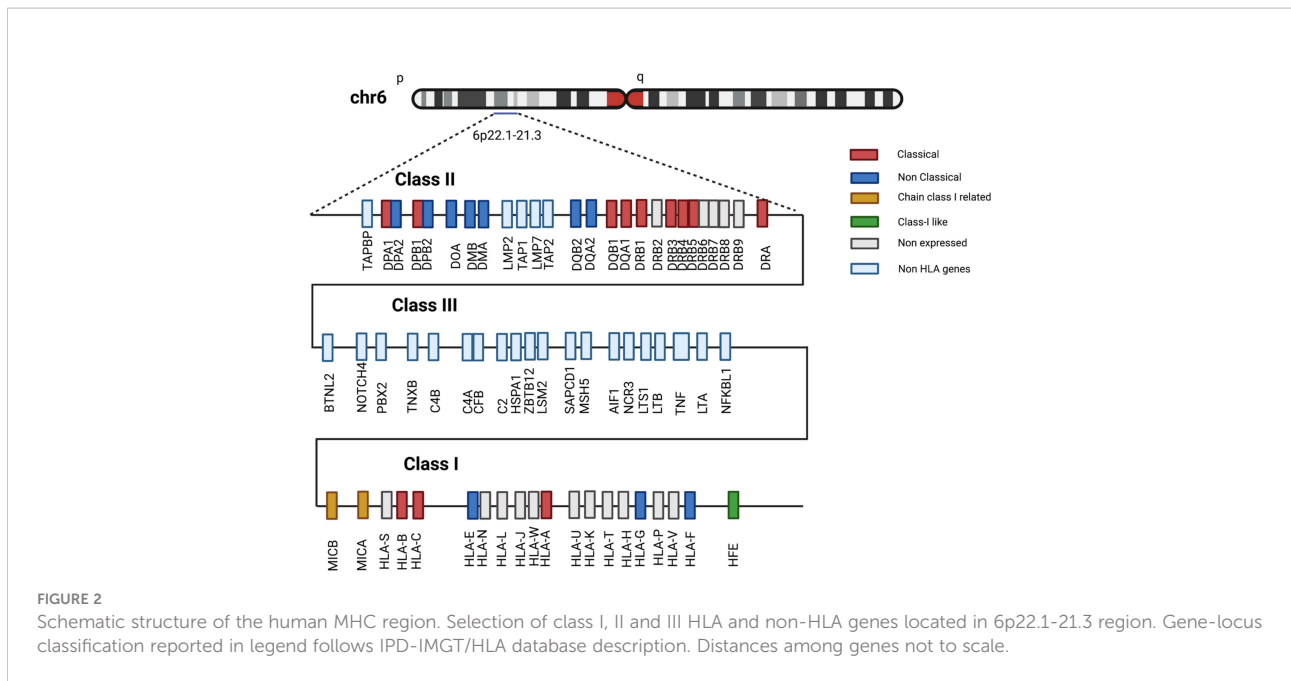 p
q
chr6
6p22.1-21.3
Classical
Non Classical
Chain class I related
Class-I like
Non expressed
Non HLA genes
Class II
TAPBP
DPA1
DPA2
DPB1
DPB2
DOA
DMB
DMA
LMP2
TAP1
LMP7
TAP2
DQB2
DQA2
DQB1
DQA1
DRB1
DRB2
DRB3
DRB4
DRB5
DRB6
DRB7
DRB8
DRB9
DRA
Class III
BTNL2
NOTCH4
PBX2
TNXB
C4B
C4A
CFB
C2
HSPA1
ZBTB12
LSM2
SAPCD1
MSH5
AIF1
NCR3
LTS1
LTB
TNF
LTA
NFKBL1
Class I
MICB
MICA
HLA-S
HLA-B
HLA-C
HLA-E
HLA-N
HLA-L
HLA-J
HLA-W
HLA-A
HLA-U
HLA-K
HLA-T
HLA-H
HLA-G
HLA-P
HLA-V
HLA-F
HFE
FIGURE 2
Schematic structure of the human MHC region. Selection of class I, II and III HLA and non-HLA genes located in 6p22.1-21.3 region. Gene-locus
classification reported in legend follows IPD-IMGT/HLA database description. Distances among genes not to scale.